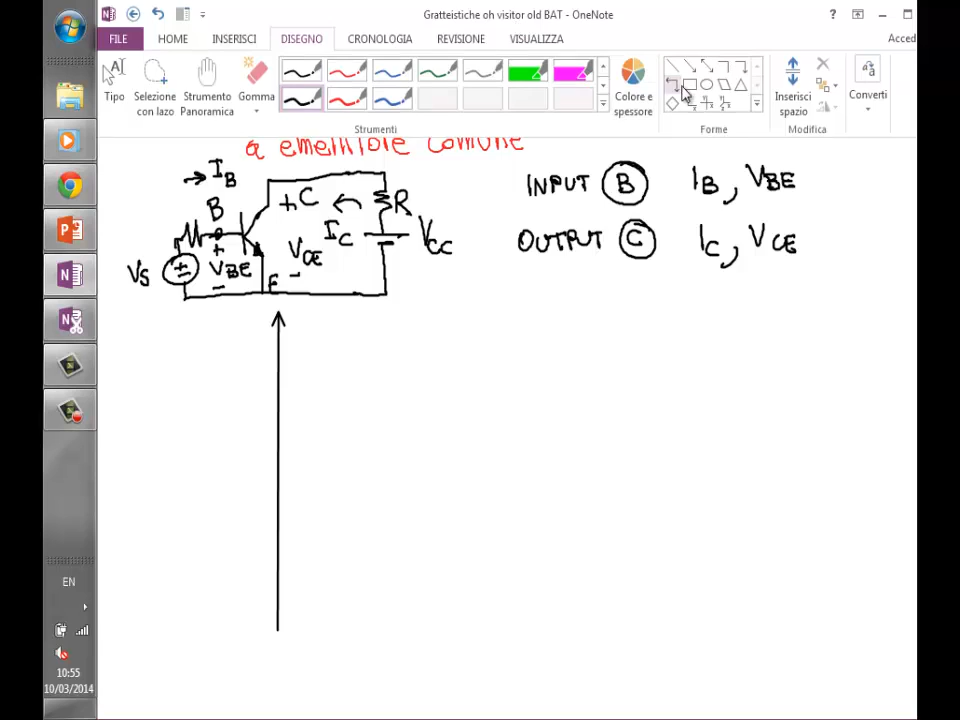 Gratteistiche oh visitor old BAT - OneNote
?
FILE HOME INSERISCI DISEGNO CRONOLOGIA REVISIONE VISUALIZZA Acced
Tipo
Selezione con lazo
Strumento Panoramica
Gomma
Colore e spessore
Inserisci spazio
Converti
Strumenti Forme Modifica
a emettitore comune
→ IB
B
+ C
IC
R
VCC
VCE
VBE
+
-
VS
E
INPUT B IB, VBE
OUTPUT C IC, VCE
EN
10:55
10/03/2014